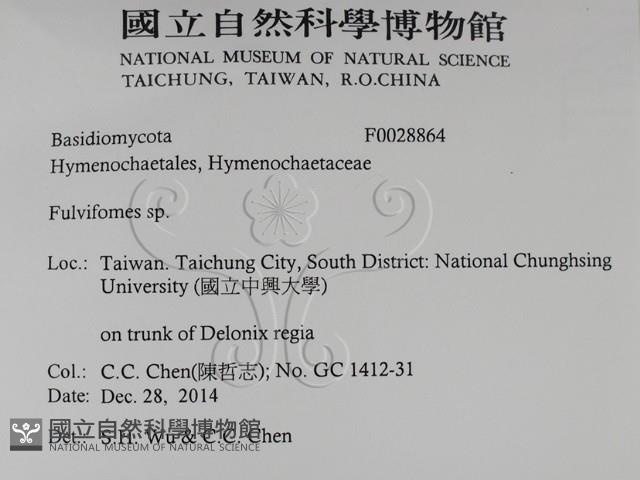 國立自然科學博物館
NATIONAL MUSEUM OF NATURAL SCIENCE
TAICHUNG, TAIWAN, R.O.CHINA
Basidiomycota F0028864
Hymenochaetales, Hymenochaetaceae
Fulvifomes sp.
Loc.: Taiwan. Taichung City, South District: National Chunghsing
University (國立中興大學)
on trunk of Delonix regia
Col.: C.C. Chen(陳哲志); No. GC 1412-31
Date: Dec. 28, 2014
Det.: S.H. Wu & C.C. Chen
國立自然科學博物館
NATIONAL MUSEUM OF NATURAL SCIENCE